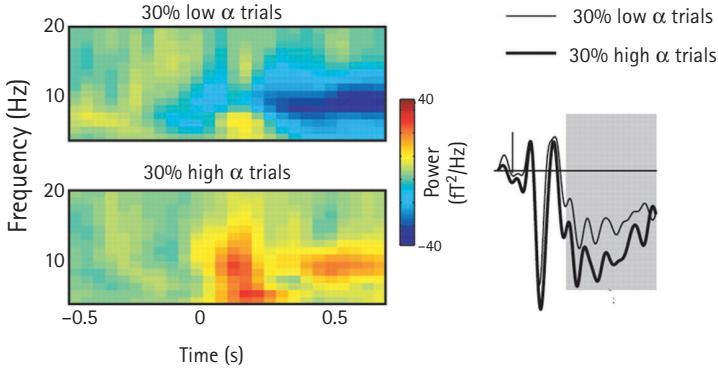 30% low α trials
20
10
Frequency (Hz)
30% high α trials
20
10
−0.5
0
0.5
Time (s)
40
Power
(fT²/Hz)
−40
30% low α trials
30% high α trials